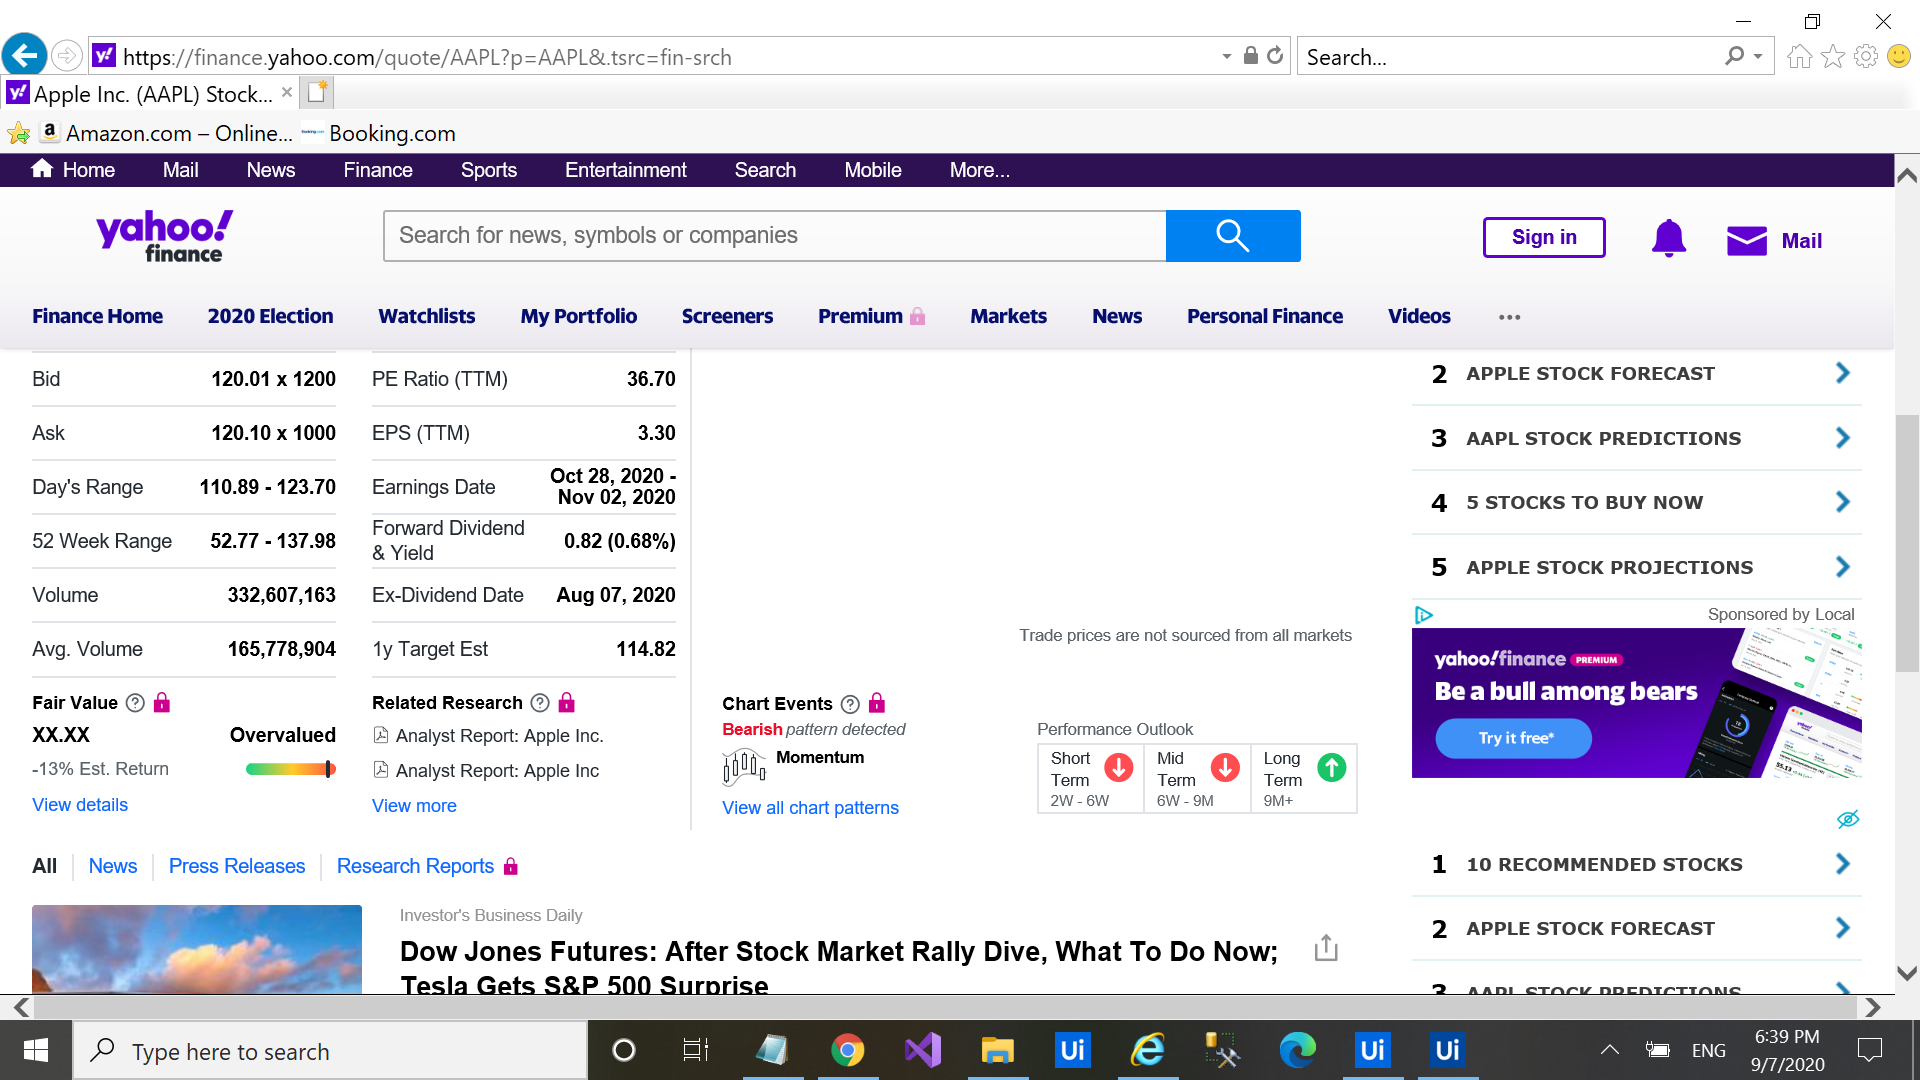 https://finance.yahoo.com/quote/AAPL?p=AAPL&.tsrc=fin-srch
Search...
Apple Inc. (AAPL) Stock...
Amazon.com – Online...
Booking.com
Home Mail News Finance Sports Entertainment Search Mobile More...
yahoo!
finance
Search for news, symbols or companies
Sign in
Mail
Finance Home 2020 Election Watchlists My Portfolio Screeners Premium Markets News Personal Finance Videos
Bid 120.01 x 1200
Ask 120.10 x 1000
Day's Range 110.89 - 123.70
52 Week Range 52.77 - 137.98
Volume 332,607,163
Avg. Volume 165,778,904
PE Ratio (TTM) 36.70
EPS (TTM) 3.30
Earnings Date Oct 28, 2020 -
Nov 02, 2020
Forward Dividend
& Yield 0.82 (0.68%)
Ex-Dividend Date Aug 07, 2020
1y Target Est 114.82
Fair Value
XX.XX Overvalued
-13% Est. Return
View details
Related Research
Analyst Report: Apple Inc.
Analyst Report: Apple Inc
View more
Trade prices are not sourced from all markets
Chart Events
Bearish pattern detected
Momentum
View all chart patterns
Performance Outlook
Short
Term
2W - 6W
Mid
Term
6W - 9M
Long
Term
9M+
2 APPLE STOCK FORECAST
3 AAPL STOCK PREDICTIONS
4 5 STOCKS TO BUY NOW
5 APPLE STOCK PROJECTIONS
Sponsored by Local
yahoo!finance PREMIUM
Be a bull among bears
Try it free*
1 10 RECOMMENDED STOCKS
2 APPLE STOCK FORECAST
3 AAPL STOCK PREDICTIONS
All News Press Releases Research Reports
Investor's Business Daily
Dow Jones Futures: After Stock Market Rally Dive, What To Do Now;
Tesla Gets S&P 500 Surprise
Type here to search
Ui
Ui
Ui
ENG
6:39 PM
9/7/2020